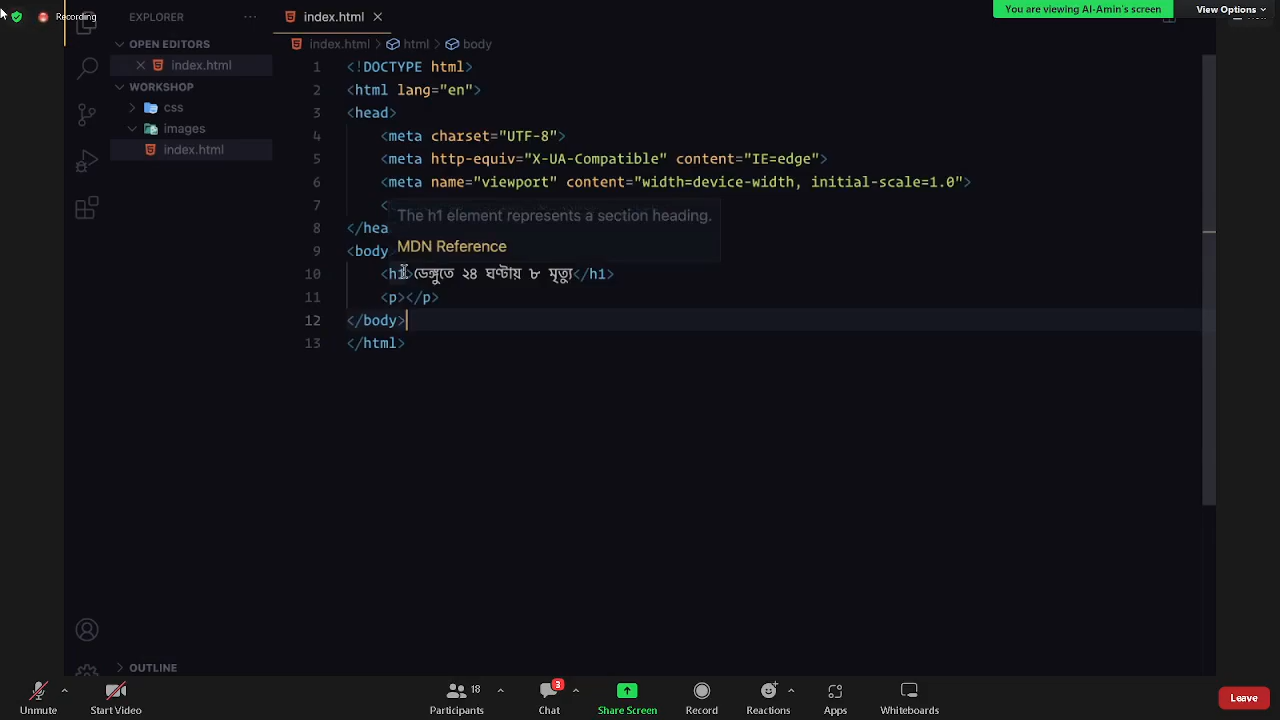 Recording
You are viewing Al-Amin's screen
View Options
EXPLORER
index.html
OPEN EDITORS
index.html
index.html > html > body
WORKSHOP
css
images
index.html
1 <!DOCTYPE html>
2 <html lang="en">
3 <head>
4 <meta charset="UTF-8">
5 <meta http-equiv="X-UA-Compatible" content="IE=edge">
6 <meta name="viewport" content="width=device-width, initial-scale=1.0">
7 <
The h1 element represents a section heading.
8 </hea
MDN Reference
9 <body
10 <h1> ডেঙ্গুতে ২৪ ঘণ্টায় ৮ মৃত্যু</h1>
11 <p></p>
12 </body>
13 </html>
OUTLINE
Unmute
Start Video
18
Participants
3
Chat
Share Screen
Record
Reactions
Apps
Whiteboards
Leave